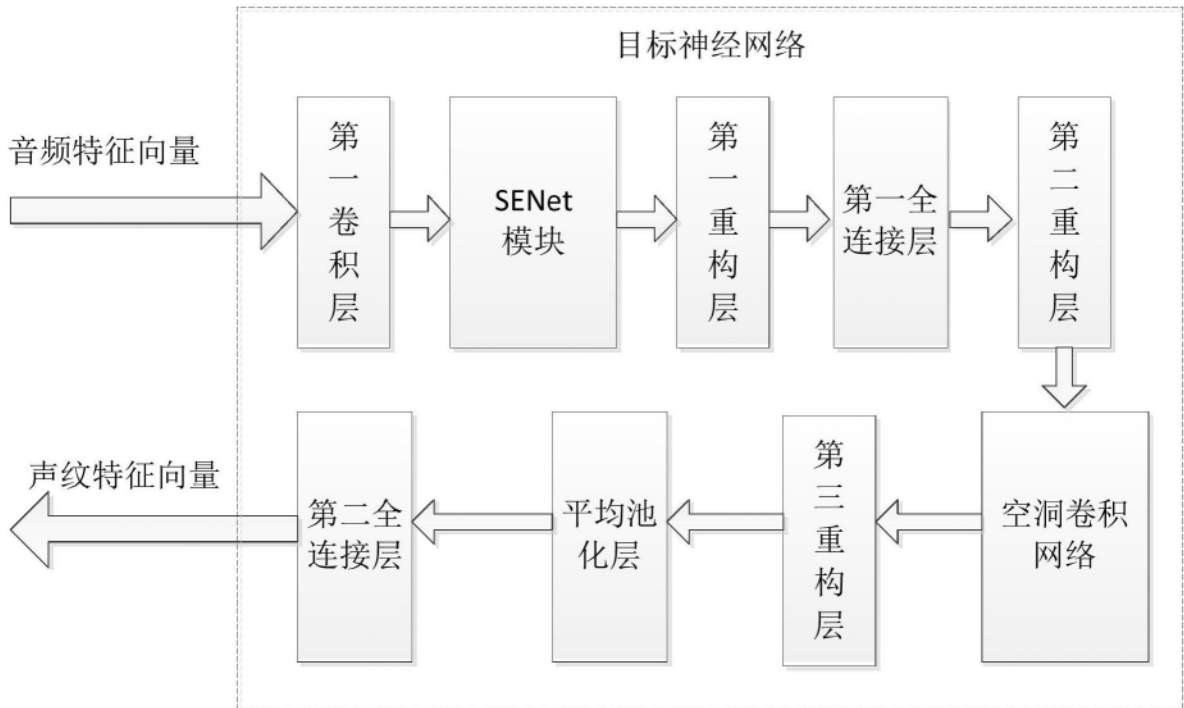 目标神经网络
音频特征向量
第一卷积层
SENet
模块
第一重构层
第一全
连接层
第二重构层
空洞卷积
网络
第三重构层
平均池
化层
第二全
连接层
声纹特征向量